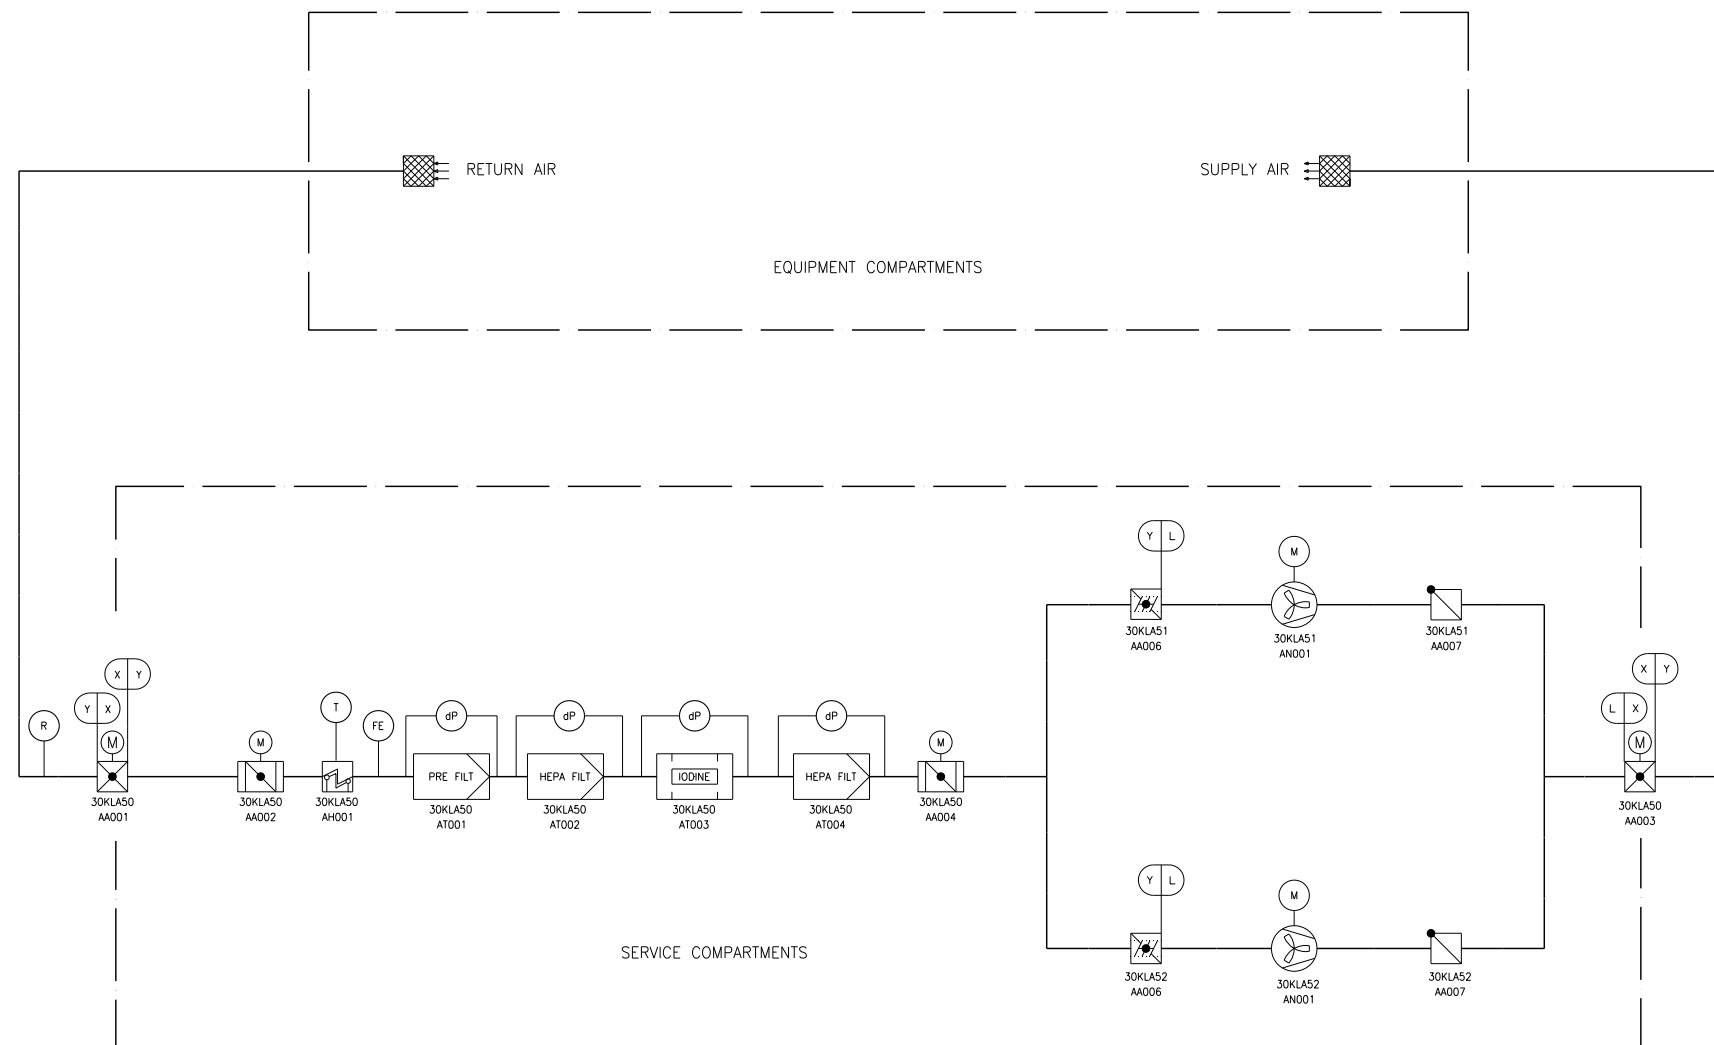 RETURN AIR
SUPPLY AIR
EQUIPMENT COMPARTMENTS
Y L
M
30KLA51
AA006
30KLA51
AN001
30KLA51
AA007
X Y
Y X
M
R
30KLA50
AA001
M
30KLA50
AA002
T
30KLA50
AH001
FE
dP
PRE FILT
30KLA50
AT001
dP
HEPA FILT
30KLA50
AT002
dP
IODINE
30KLA50
AT003
dP
HEPA FILT
30KLA50
AT004
M
30KLA50
AA004
X Y
L X
M
30KLA50
AA003
Y L
M
30KLA52
AA006
30KLA52
AN001
30KLA52
AA007
SERVICE COMPARTMENTS